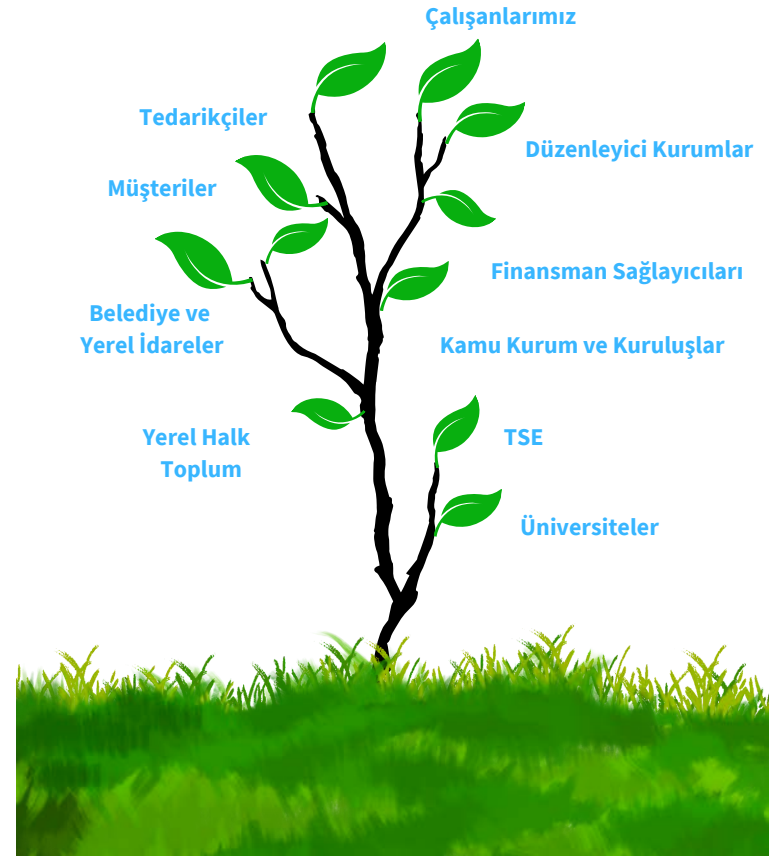 Çalışanlarımız
Tedarikçiler
Düzenleyici Kurumlar
Müşteriler
Finansman Sağlayıcıları
Belediye ve
Yerel İdareler
Kamu Kurum ve Kuruluşlar
Yerel Halk
Toplum
TSE
Üniversiteler